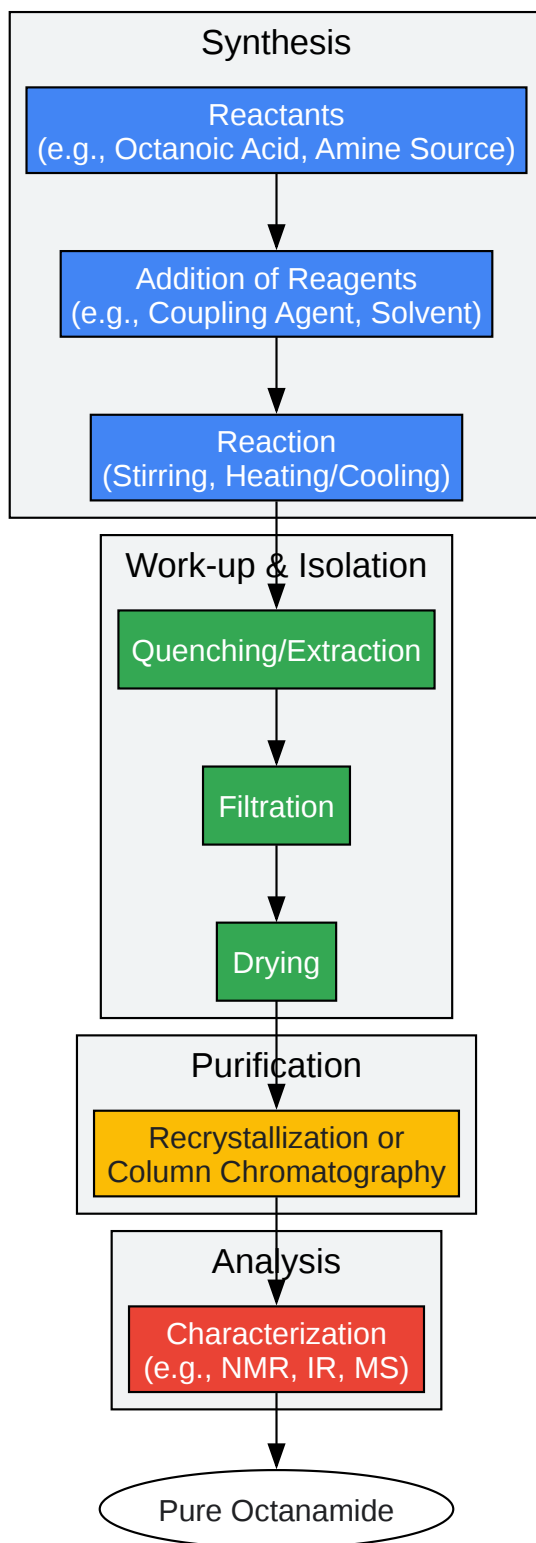 Synthesis
Reactants
(e.g., Octanoic Acid, Amine Source)
Addition of Reagents
(e.g., Coupling Agent, Solvent)
Reaction
(Stirring, Heating/Cooling)
Work-up & Isolation
Quenching/Extraction
Filtration
Drying
Purification
Recrystallization or
Column Chromatography
Analysis
Characterization
(e.g., NMR, IR, MS)
Pure Octanamide